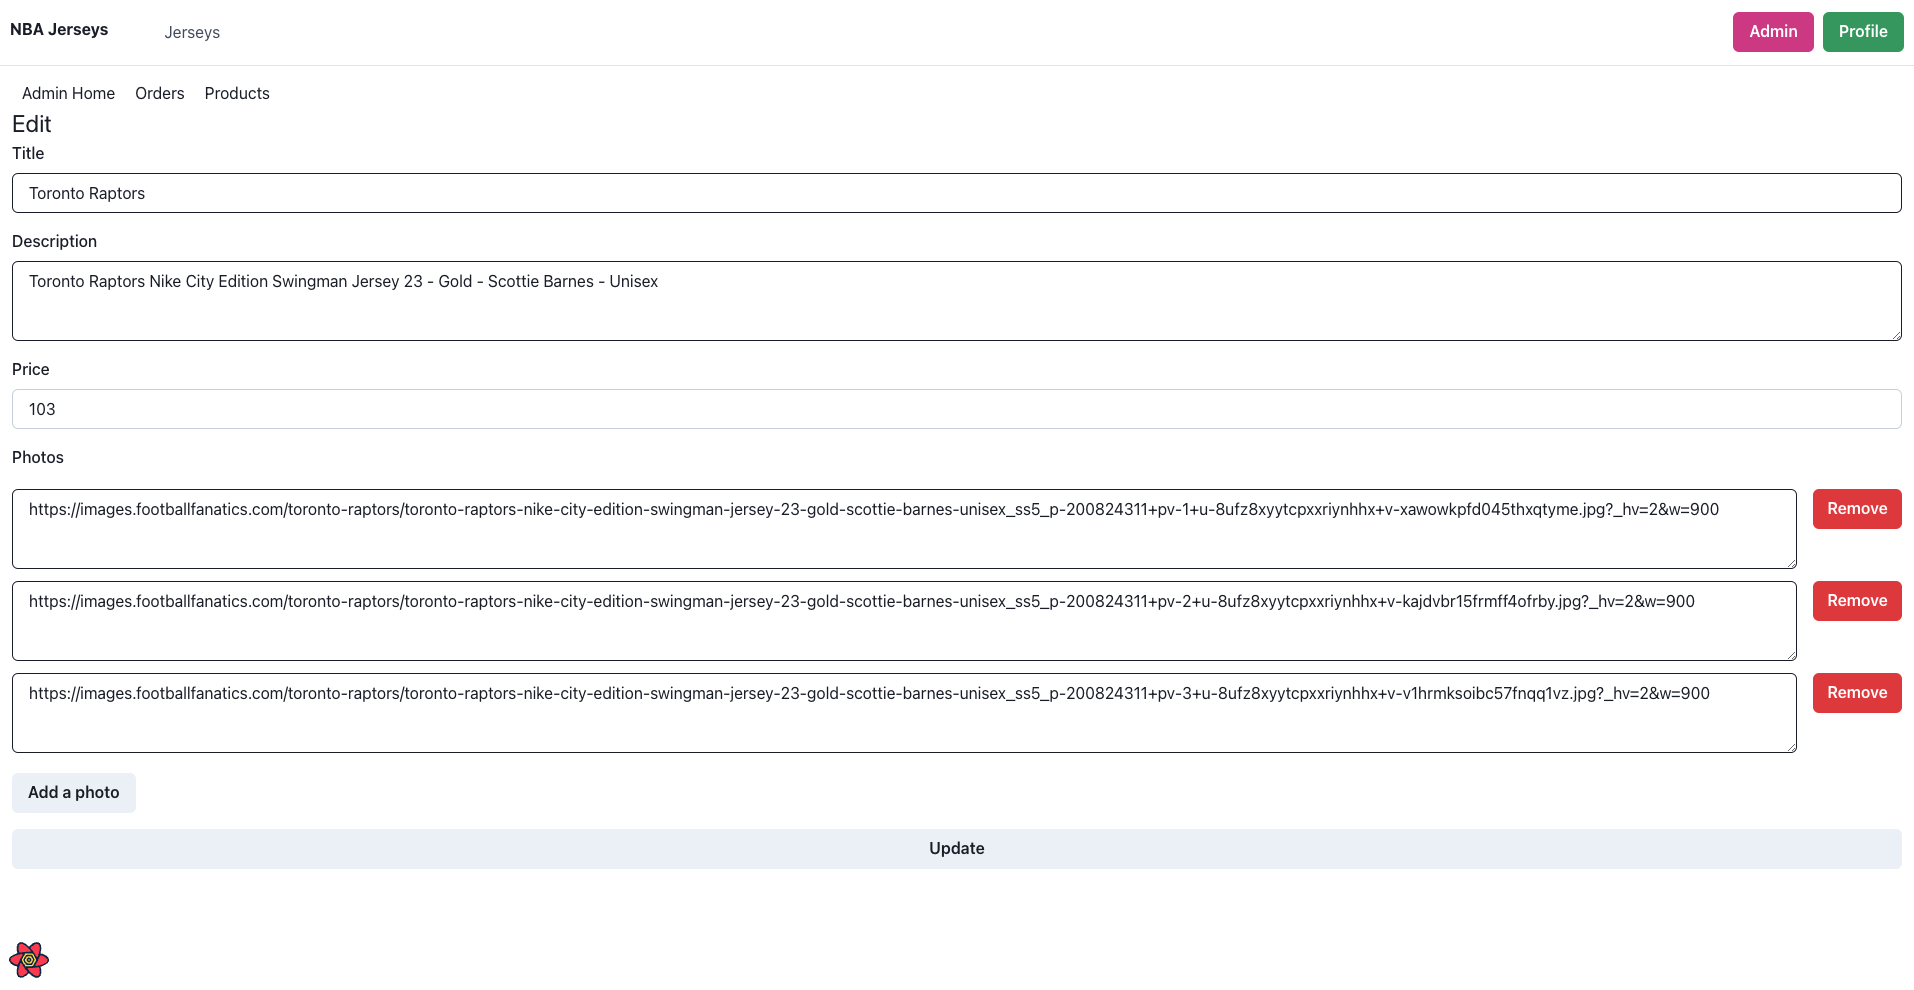 NBA Jerseys
Jerseys
Admin
Profile
Admin Home
Orders
Products
Edit
Title
Toronto Raptors
Description
Toronto Raptors Nike City Edition Swingman Jersey 23 - Gold - Scottie Barnes - Unisex
Price
103
Photos
https://images.footballfanatics.com/toronto-raptors/toronto-raptors-nike-city-edition-swingman-jersey-23-gold-scottie-barnes-unisex_ss5_p-200824311+pv-1+u-8ufz8xyytcpxxriynhhx+v-xawowkpfd045thxqtyme.jpg?_hv=2&w=900
Remove
https://images.footballfanatics.com/toronto-raptors/toronto-raptors-nike-city-edition-swingman-jersey-23-gold-scottie-barnes-unisex_ss5_p-200824311+pv-2+u-8ufz8xyytcpxxriynhhx+v-kajdvbr15frmff4ofrby.jpg?_hv=2&w=900
Remove
https://images.footballfanatics.com/toronto-raptors/toronto-raptors-nike-city-edition-swingman-jersey-23-gold-scottie-barnes-unisex_ss5_p-200824311+pv-3+u-8ufz8xyytcpxxriynhhx+v-v1hrmksoibc57fnqq1vz.jpg?_hv=2&w=900
Remove
Add a photo
Update